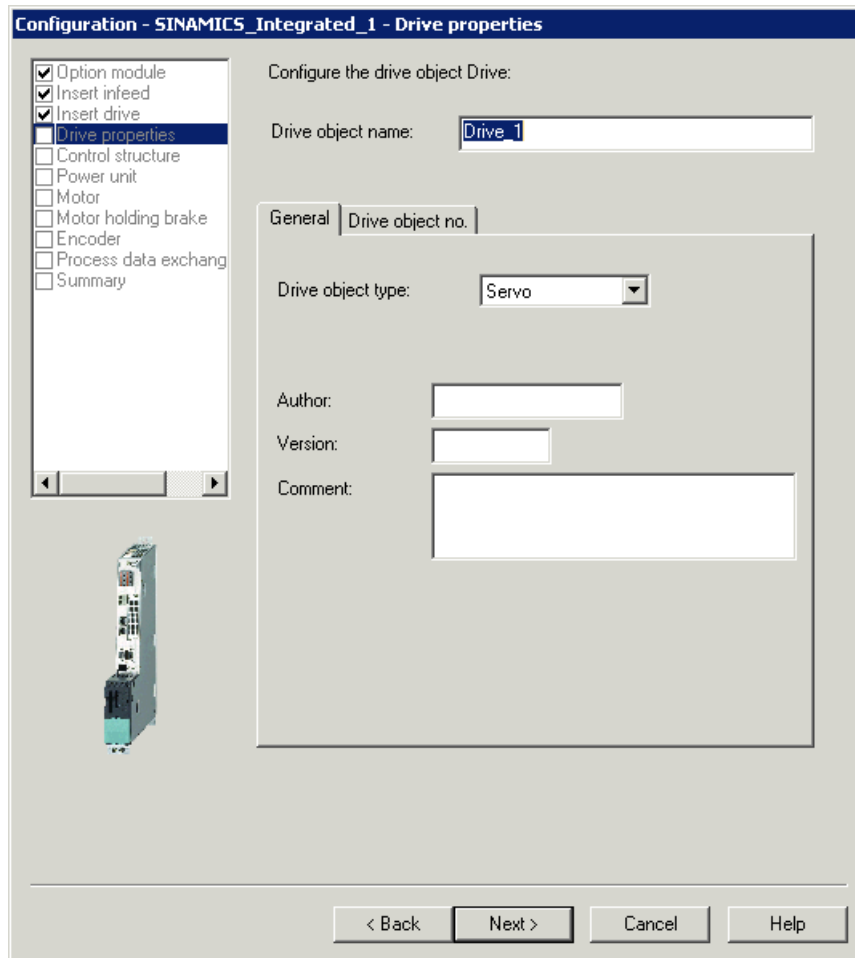 Configuration - SINAMICS_Integrated_1 - Drive properties
Option module
Insert infeed
Insert drive
Drive properties
Control structure
Power unit
Motor
Motor holding brake
Encoder
Process data exchang
Summary
Configure the drive object Drive:
Drive object name: Drive_1
General Drive object no.
Drive object type: Servo
Author:
Version:
Comment:
< Back Next > Cancel Help